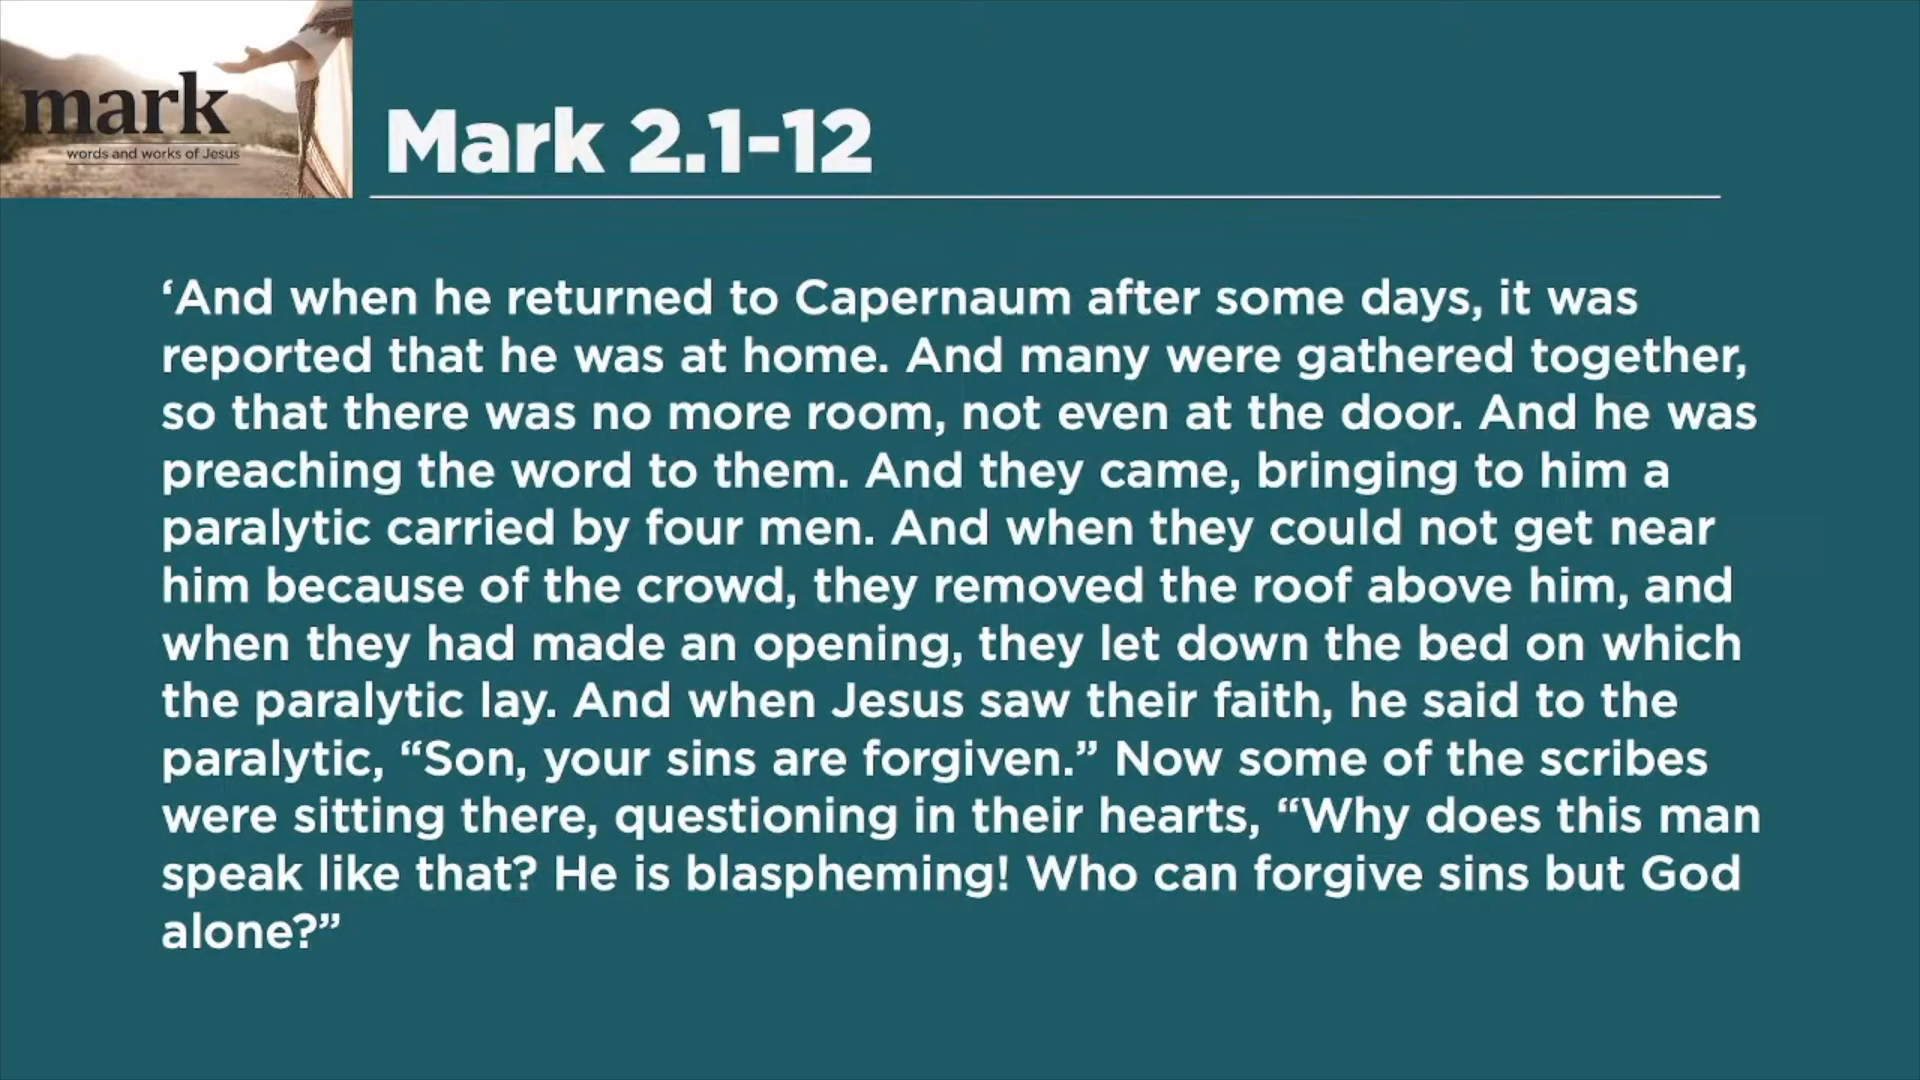 mark
words and works of Jesus
Mark 2.1-12
‘And when he returned to Capernaum after some days, it was
reported that he was at home. And many were gathered together,
so that there was no more room, not even at the door. And he was
preaching the word to them. And they came, bringing to him a
paralytic carried by four men. And when they could not get near
him because of the crowd, they removed the roof above him, and
when they had made an opening, they let down the bed on which
the paralytic lay. And when Jesus saw their faith, he said to the
paralytic, “Son, your sins are forgiven.” Now some of the scribes
were sitting there, questioning in their hearts, “Why does this man
speak like that? He is blaspheming! Who can forgive sins but God
alone?”